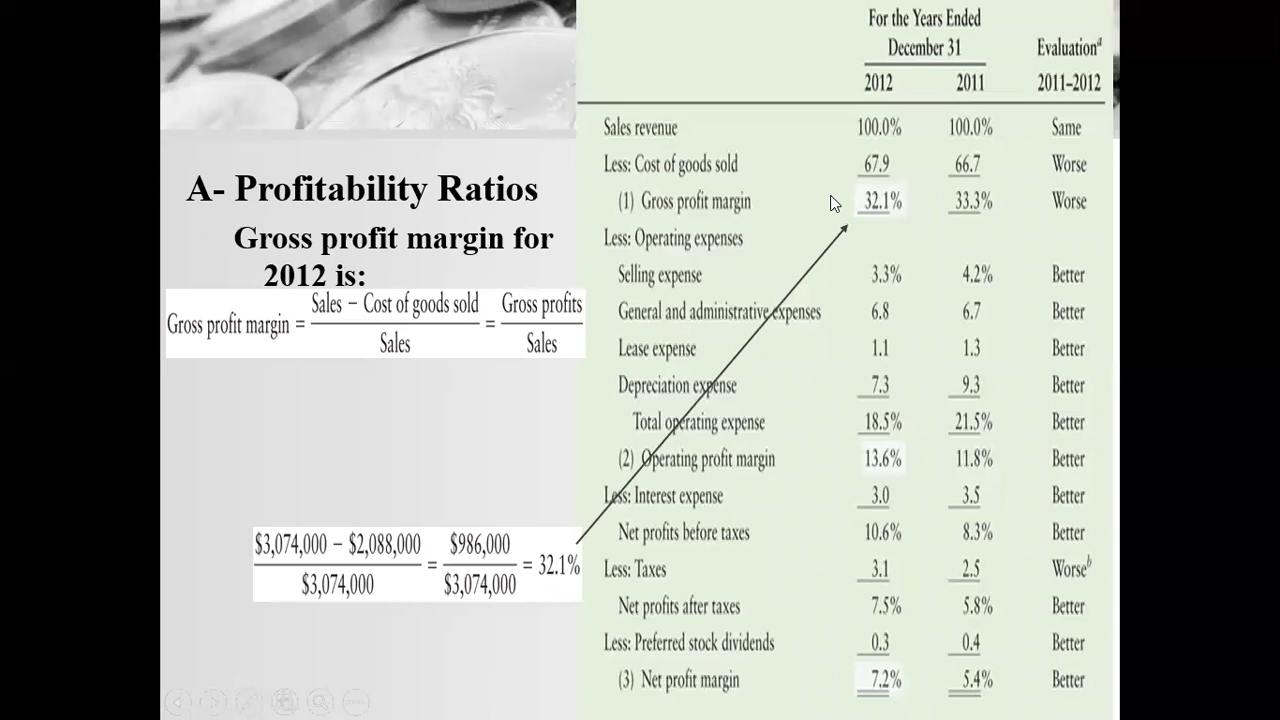 A- Profitability Ratios
Gross profit margin for
2012 is:
Gross profit margin = Sales − Cost of goods sold / Sales = Gross profits / Sales
$3,074,000 − $2,088,000 / $3,074,000 = $986,000 / $3,074,000 = 32.1%
For the Years Ended
December 31 Evaluationᵃ
2012 2011 2011–2012
Sales revenue 100.0% 100.0% Same
Less: Cost of goods sold 67.9 66.7 Worse
(1) Gross profit margin 32.1% 33.3% Worse
Less: Operating expenses
Selling expense 3.3% 4.2% Better
General and administrative expenses 6.8 6.7 Better
Lease expense 1.1 1.3 Better
Depreciation expense 7.3 9.3 Better
Total operating expense 18.5% 21.5% Better
(2) Operating profit margin 13.6% 11.8% Better
Less: Interest expense 3.0 3.5 Better
Net profits before taxes 10.6% 8.3% Better
Less: Taxes 3.1 2.5 Worseᵇ
Net profits after taxes 7.5% 5.8% Better
Less: Preferred stock dividends 0.3 0.4 Better
(3) Net profit margin 7.2% 5.4% Better